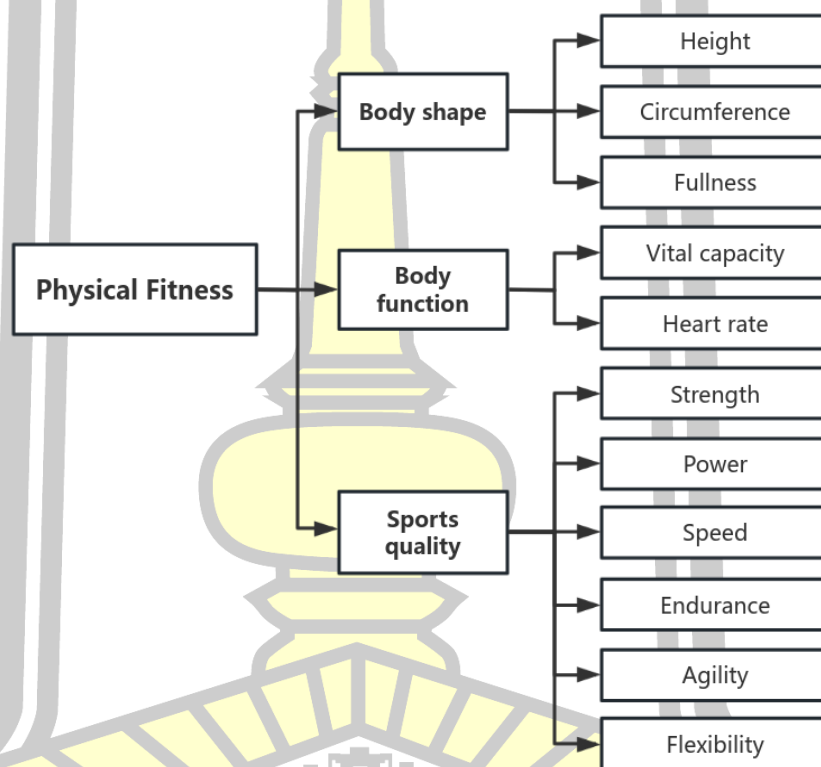 Physical Fitness
Body shape
Height
Circumference
Fullness
Body
function
Vital capacity
Heart rate
Sports
quality
Strength
Power
Speed
Endurance
Agility
Flexibility